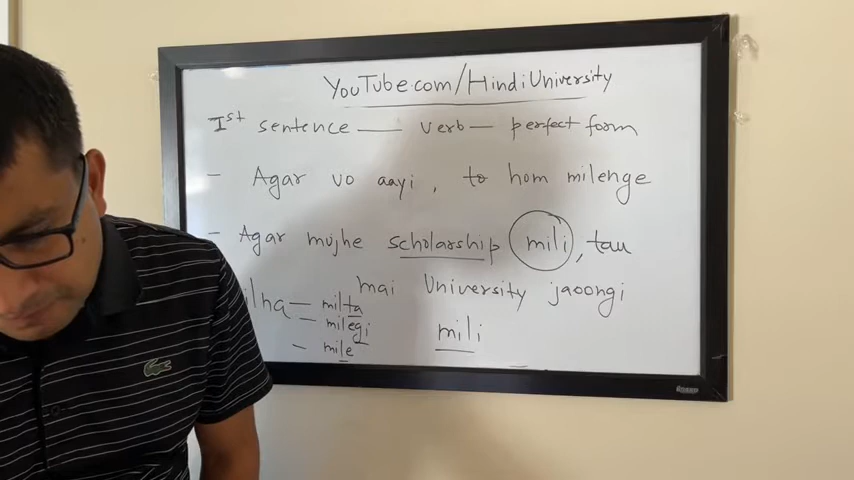 YouTube.com/HindiUniversity
Ist sentence — verb — perfect form
- Agar vo aayi, to hom milenge
- Agar mujhe scholarship mili, tau
mai University jaoongi
— milta
— milegi
— mile
mili